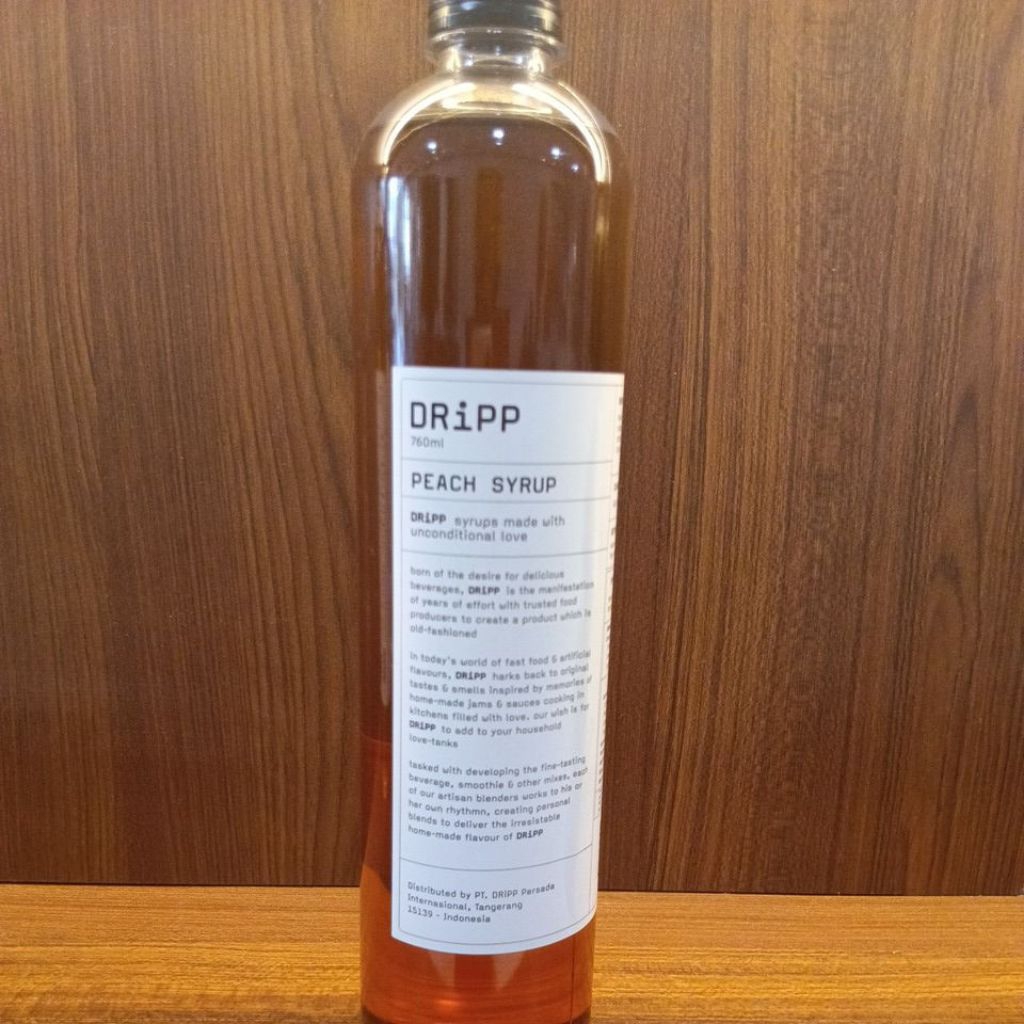 DRiPP
760ml
PEACH SYRUP
DRiPP syrups made with
unconditional love
born of the desire for delicious
beverages, DRiPP is the manifestation
of years of effort with trusted food
producers to create a product which is
old-fashioned
in today's world of fast food & artificial
flavours, DRiPP harks back to original
tastes & smells inspired by memories of
home-made jams & sauces cooking in
kitchens filled with love. our wish is for
DRiPP to add to your household
love-tanks
tasked with developing the fine-tasting
beverage, smoothie & other mixes, each
of our artisan blenders works to his or
her own rhythmn, creating personal
blends to deliver the irresistable
home-made flavour of DRiPP
Distributed by PT. DRiPP Persada
Internasional, Tangerang
15139 - Indonesia